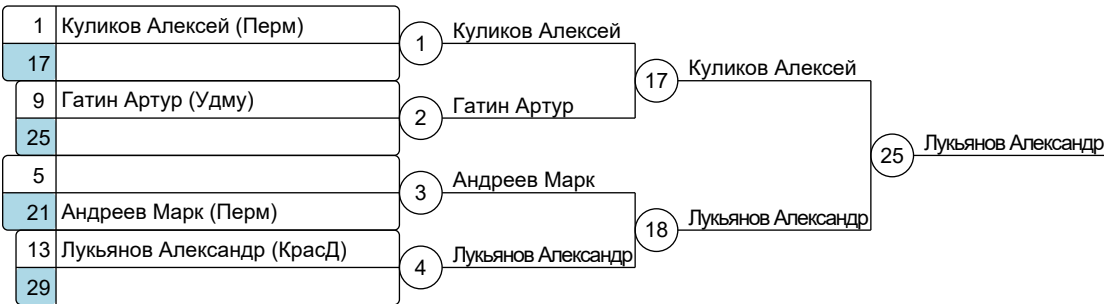 1 Куликов Алексей (Перм)
17
9 Гатин Артур (Удму)
25
5
21 Андреев Марк (Перм)
13 Лукьянов Александр (КрасД)
29
1 Куликов Алексей
2 Гатин Артур
3 Андреев Марк
4 Лукьянов Александр
17 Куликов Алексей
18 Лукьянов Александр
25 Лукьянов Александр